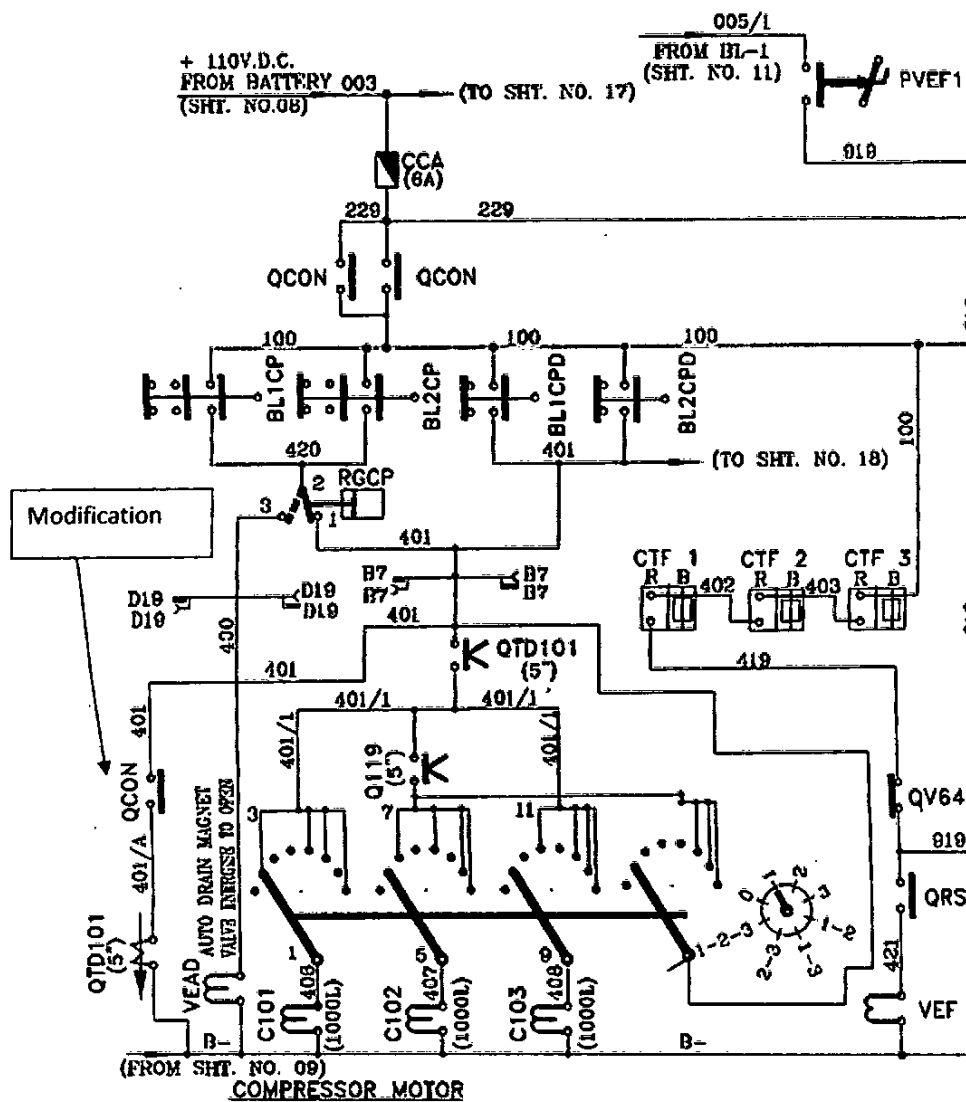 005/1
+ 110V.D.C.
FROM BATTERY 003
(SHT. NO.08)
(TO SHT. NO. 17)
FROM BL-1
(SHT. NO. 11)
PVEF1
919
CCA
(6A)
229
229
QCON
QCON
100
100
100
BL1CP
BL2CP
BL1CPD
BL2CPD
100
420
401
(TO SHT. NO. 18)
2
RGCP
3
1
Modification
401
CTF 1
CTF 2
CTF 3
R B
402
R B
403
R B
D19
D19
D19
D19
B7
B7
B7
B7
400
401
401
QTD101
(5")
419
401/1
401/1
401
401/1
401/1
Q119
(5")
QCON
AUTO DRAIN MAGNET
VALVE ENERGISE TO OPEN
3
7
11
QV64
919
401/A
0
1
2
3
1-2
1-3
2-3
1-2-3
QRS
QTD101
(5")
1
5
9
1
421
VEAD
406
407
408
C101
(1000L)
C102
(1000L)
C103
(1000L)
VEF
B-
B-
(FROM SHT. NO. 09)
COMPRESSOR MOTOR